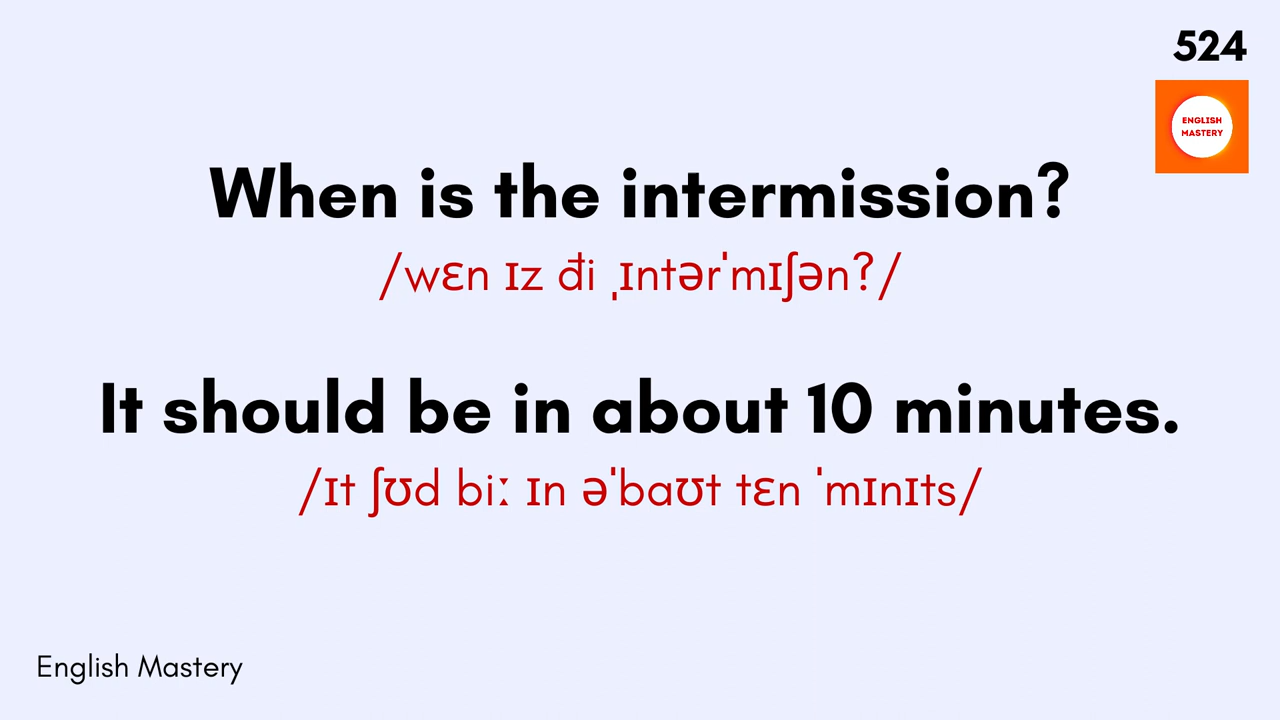 524
ENGLISH
MASTERY
When is the intermission?
/wɛn ɪz đi ˌɪntərˈmɪʃən?/
It should be in about 10 minutes.
/ɪt ʃʊd biː ɪn əˈbaʊt tɛn ˈmɪnɪts/
English Mastery